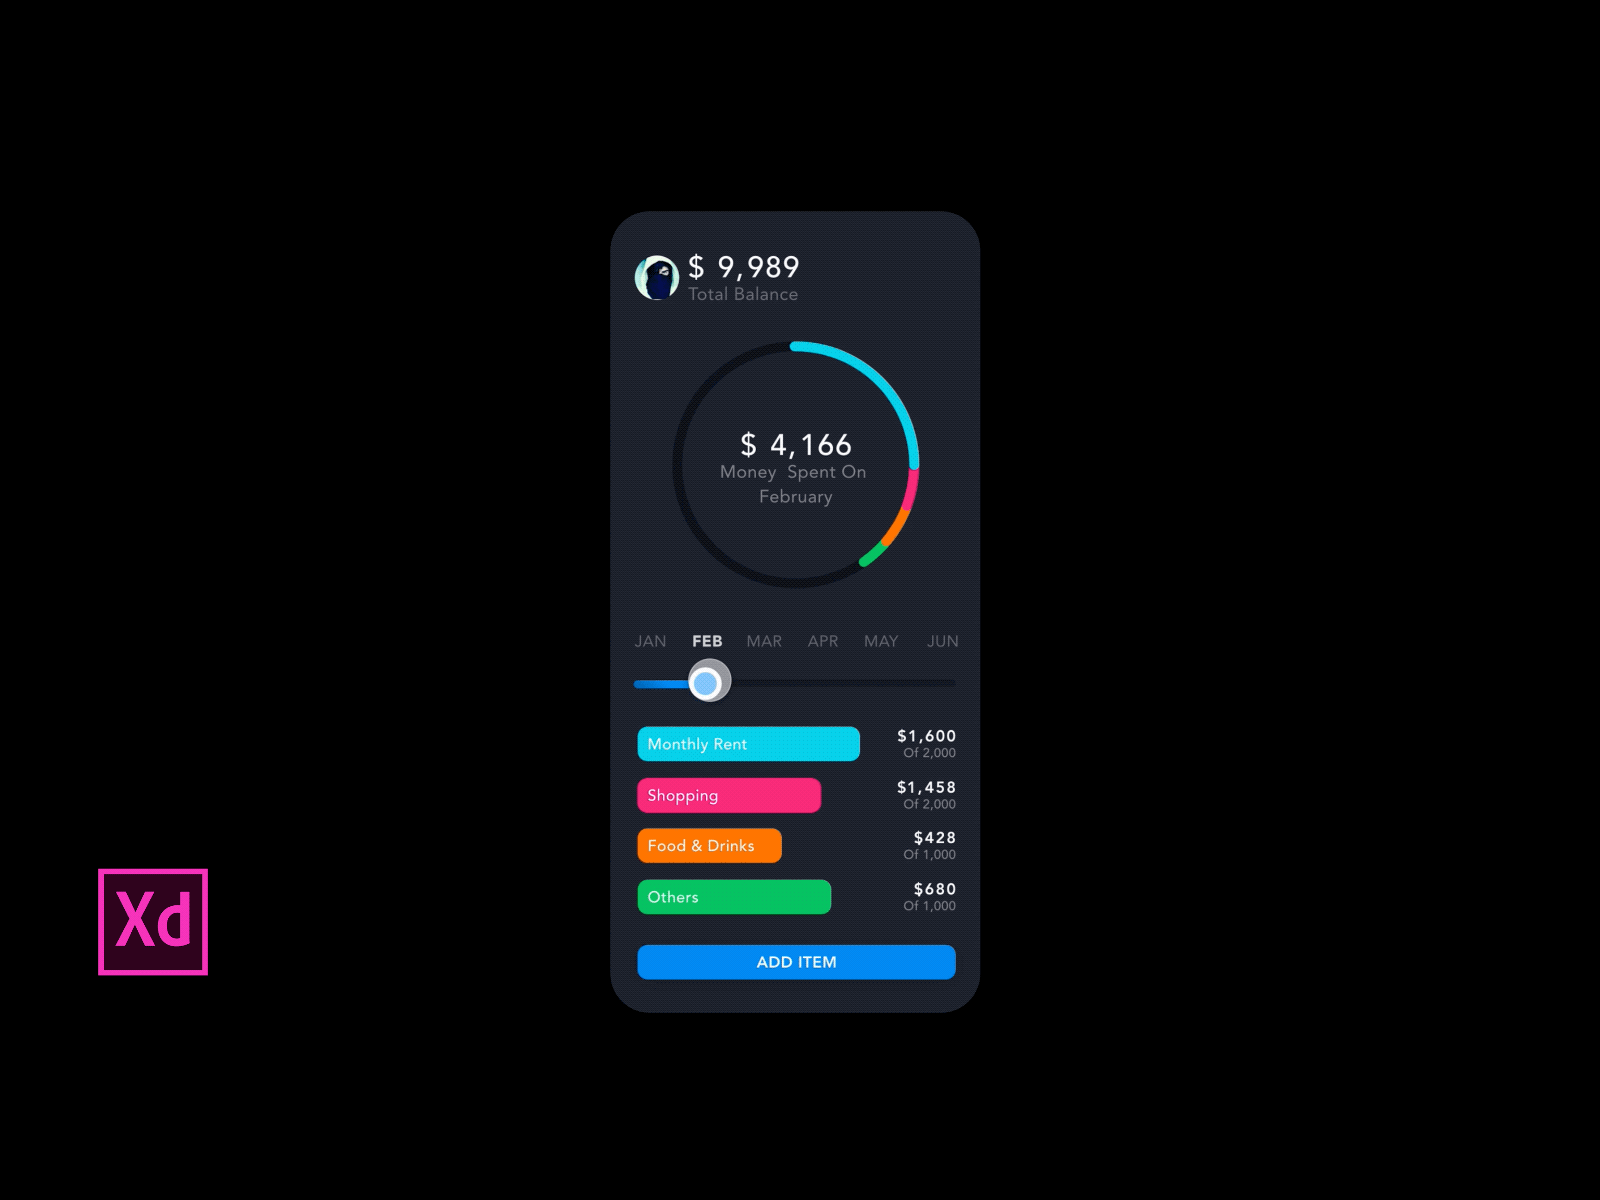 $ 9,989
Total Balance
$ 4,166
Money Spent On
February
JAN FEB MAR APR MAY JUN
Monthly Rent $1,600
Of 2,000
Shopping $1,458
Of 2,000
Food & Drinks $428
Of 1,000
Others $680
Of 1,000
ADD ITEM
Xd